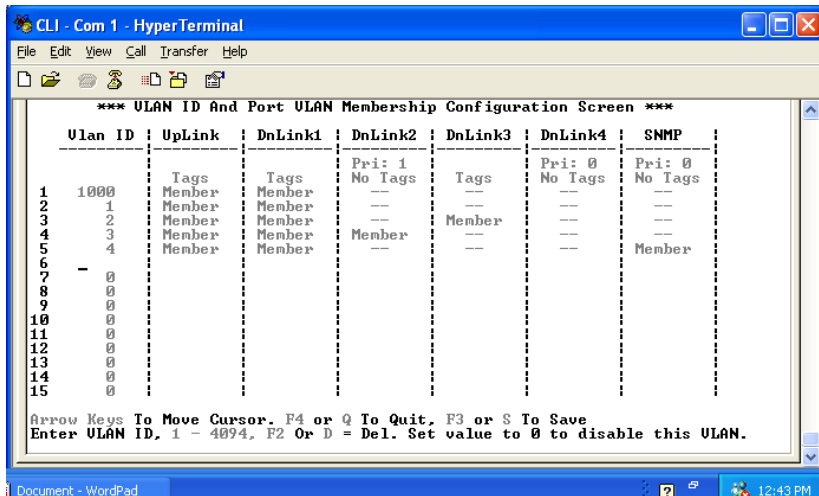 CLI - Com 1 - HyperTerminal
File Edit View Call Transfer Help
*** VLAN ID And Port VLAN Membership Configuration Screen ***
Vlan ID | UpLink | DnLink1 | DnLink2 | DnLink3 | DnLink4 | SNMP |
Pri: 1 Pri: 0 Pri: 0
Tags Tags No Tags Tags No Tags No Tags
1 1000 Member Member -- -- -- --
2 1 Member Member -- -- -- --
3 2 Member Member -- Member -- --
4 3 Member Member Member -- -- --
5 4 Member Member -- -- -- Member
6 _
7 0
8 0
9 0
10 0
11 0
12 0
13 0
14 0
15 0
Arrow Keys To Move Cursor. F4 or Q To Quit, F3 or S To Save
Enter VLAN ID, 1 - 4094, F2 Or D = Del. Set value to 0 to disable this VLAN.
Document - WordPad 12:43 PM